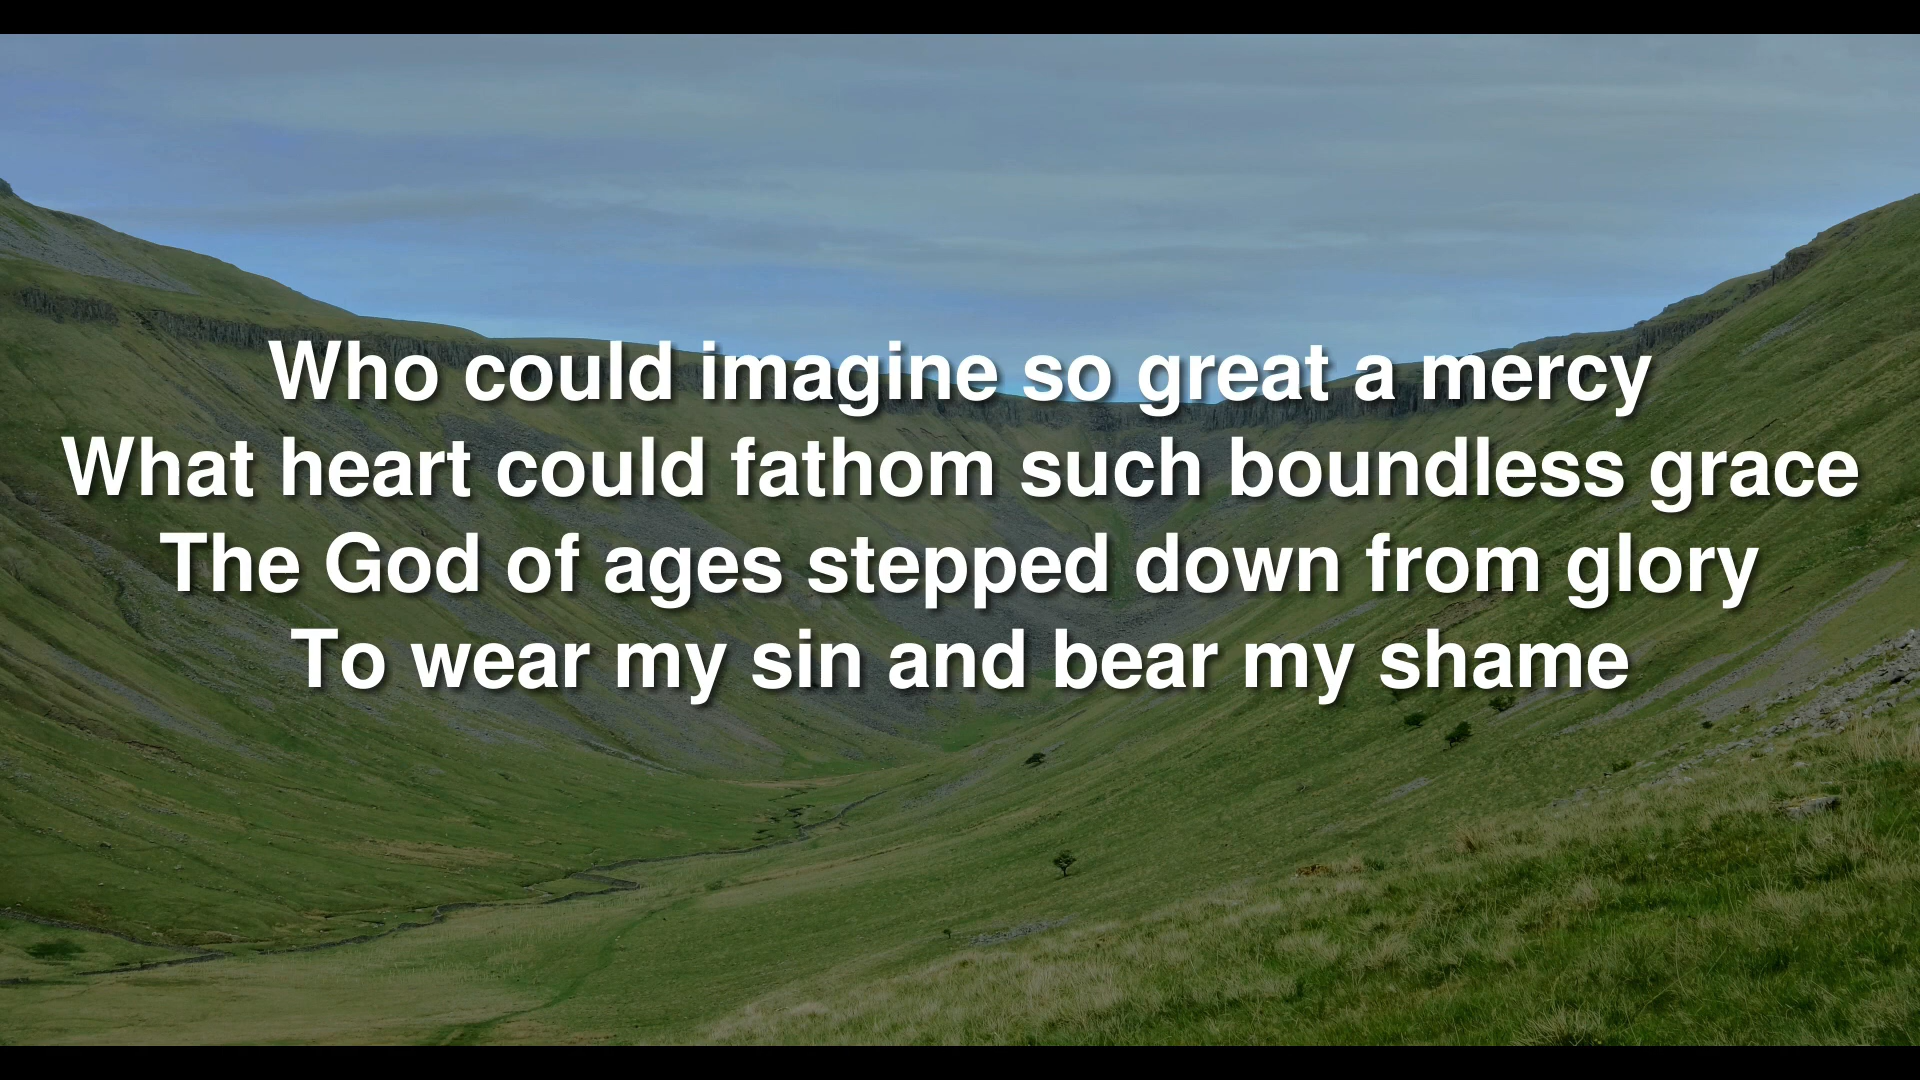 Who could imagine so great a mercy
What heart could fathom such boundless grace
The God of ages stepped down from glory
To wear my sin and bear my shame